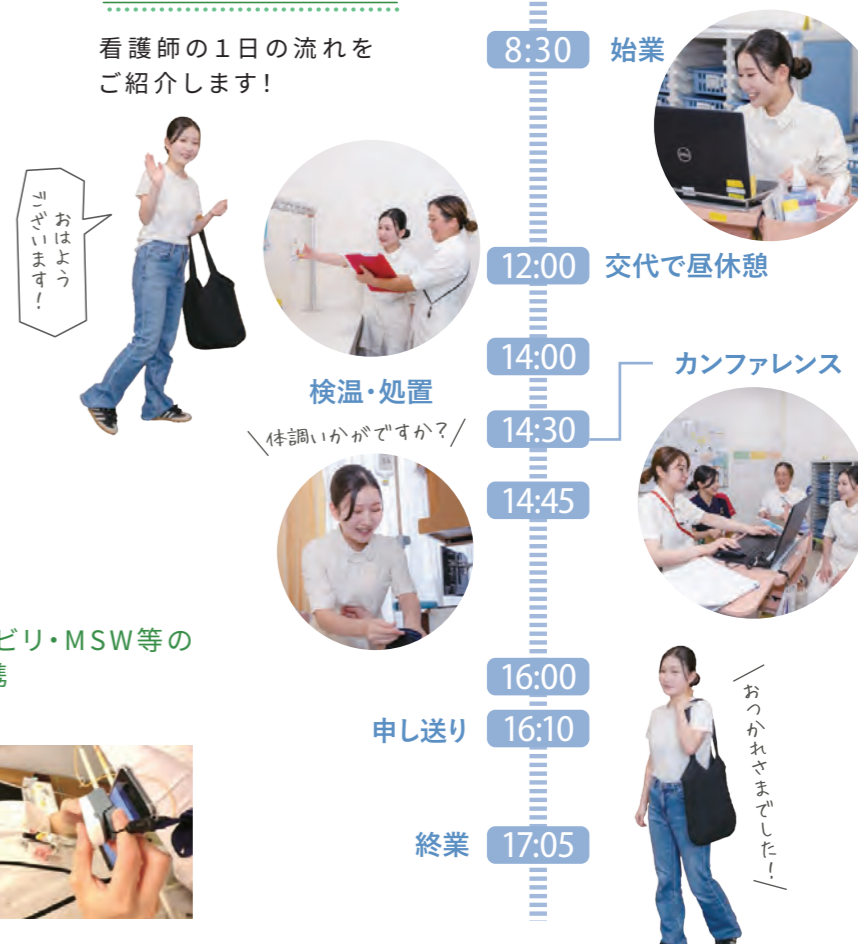 看護師の1日の流れを
ご紹介します！
おはよう
ございます！
8:30 始業
12:00 交代で昼休憩
14:00
検温・処置
カンファレンス
14:30
＼体調いかがですか？／
14:45
ビリ・MSW等の
携
16:00
申し送り 16:10
おつかれさまでした！
終業 17:05